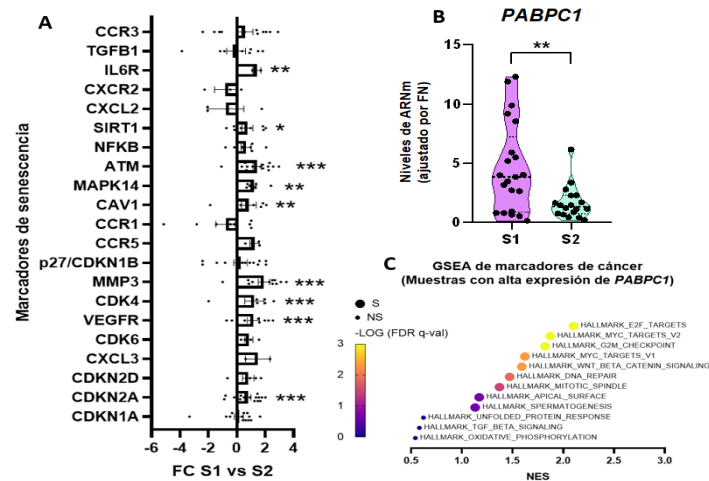 A
Marcadores de senescencia
CCR3
TGFB1
IL6R
**
CXCR2
CXCL2
SIRT1
*
NFKB
ATM
***
MAPK14
**
CAV1
**
CCR1
CCR5
p27/CDKN1B
MMP3
***
CDK4
***
VEGFR
***
CDK6
CXCL3
CDKN2D
CDKN2A
***
CDKN1A
-6 -4 -2 0 2 4
FC S1 vs S2
B
PABPC1
**
Niveles de ARNm
(ajustado por FN)
15
10
5
0
S1 S2
C
GSEA de marcadores de cáncer
(Muestras con alta expresión de PABPC1)
S
NS
-LOG (FDR q-val)
3
2
1
0
HALLMARK_E2F_TARGETS
HALLMARK_MYC_TARGETS_V2
HALLMARK_G2M_CHECKPOINT
HALLMARK_MYC_TARGETS_V1
HALLMARK_WNT_BETA_CATENIN_SIGNALING
HALLMARK_DNA_REPAIR
HALLMARK_MITOTIC_SPINDLE
HALLMARK_APICAL_SURFACE
HALLMARK_SPERMATOGENESIS
HALLMARK_UNFOLDED_PROTEIN_RESPONSE
HALLMARK_TGF_BETA_SIGNALING
HALLMARK_OXIDATIVE_PHOSPHORYLATION
0.5 1.0 1.5 2.0 2.5 3.0
NES